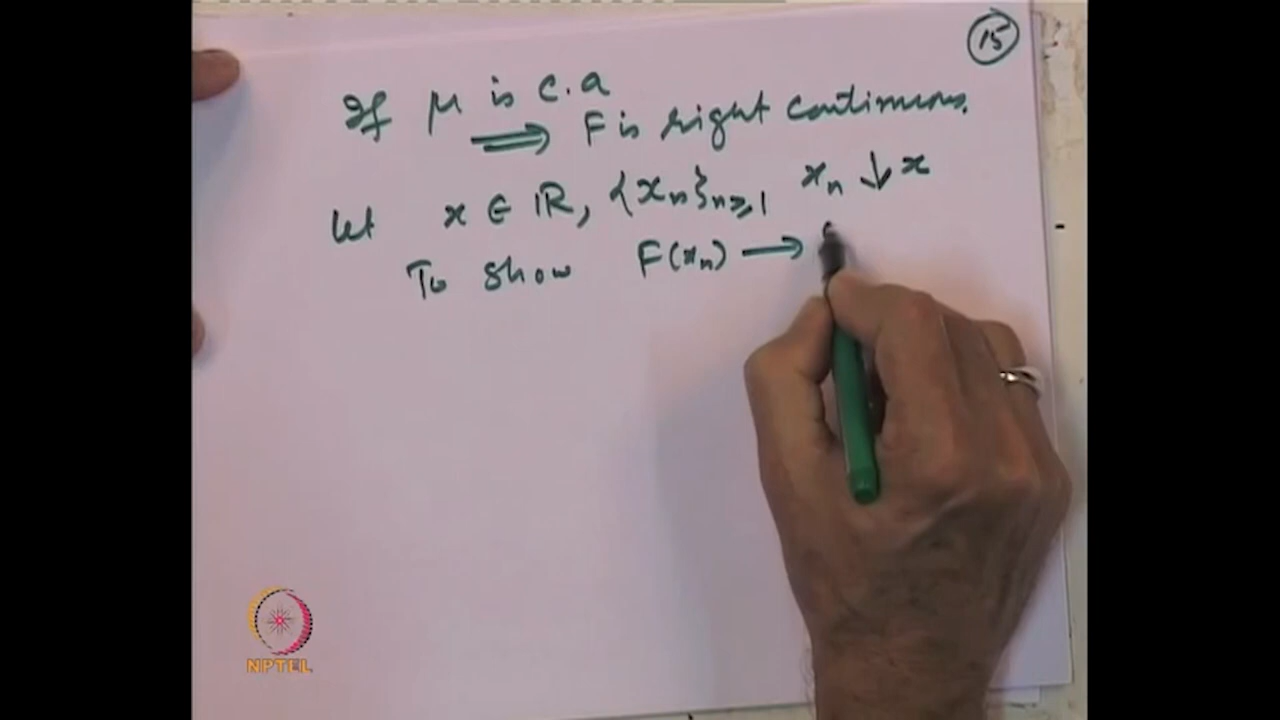 15
If μ is c.a
⟹ F is right continuous.
Let x ∈ ℝ, {xₙ}ₙ≥1 xₙ ↓ x
To show F(xₙ) ⟶
NPTEL